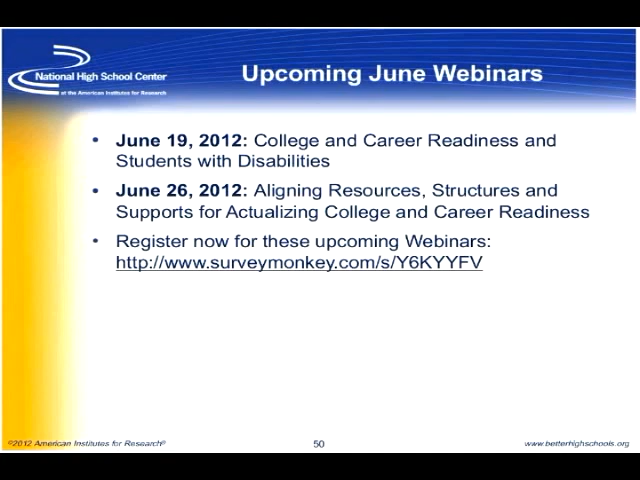 National High School Center
at the American Institutes for Research
Upcoming June Webinars
• June 19, 2012: College and Career Readiness and
Students with Disabilities
• June 26, 2012: Aligning Resources, Structures and
Supports for Actualizing College and Career Readiness
• Register now for these upcoming Webinars:
http://www.surveymonkey.com/s/Y6KYYFV
©2012 American Institutes for Research®
50
www.betterhighschools.org